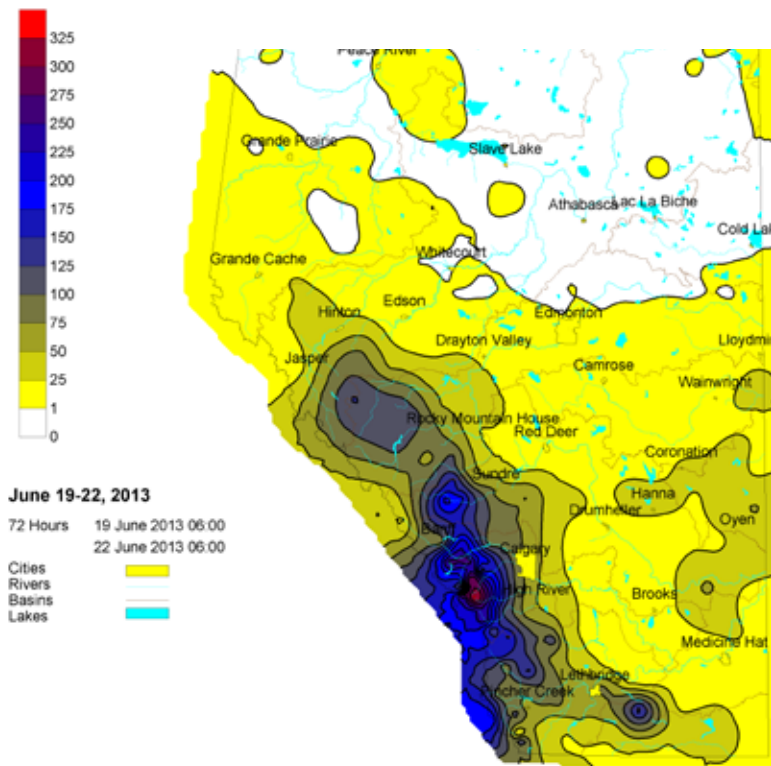 325
300
275
250
225
200
175
150
125
100
75
50
25
1
0
Peace River
Grande Prairie
Slave Lake
Athabasca
Lac La Biche
Cold Lak
Whitecourt
Grande Cache
Edson
Hinton
Edmonton
Drayton Valley
Lloydmin
Jasper
Camrose
Wainwright
Rocky Mountain House
Red Deer
Coronation
Sundre
Hanna
Drumheller
Oyen
Banff
Calgary
High River
Brooks
Medicine Hat
Lethbridge
Pincher Creek
June 19-22, 2013
72 Hours 19 June 2013 06:00
22 June 2013 06:00
Cities
Rivers
Basins
Lakes